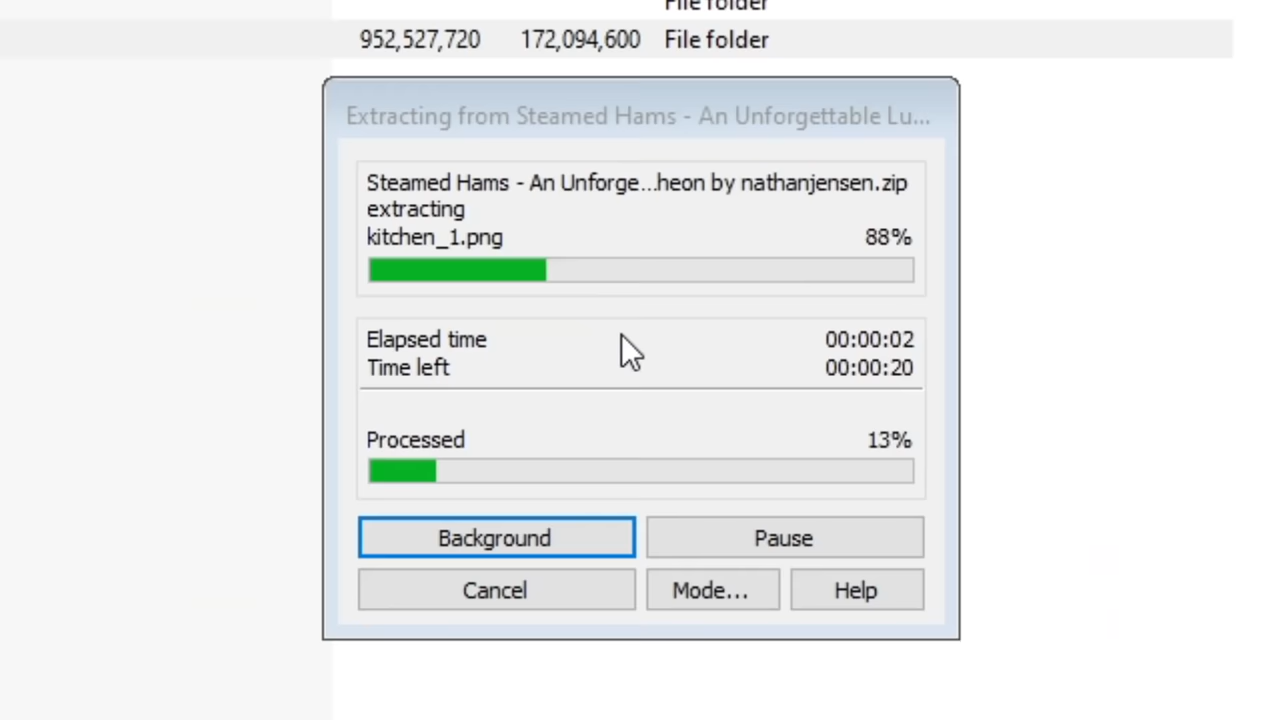 File folder
952,527,720 172,094,600 File folder
Extracting from Steamed Hams - An Unforgettable Lu...
Steamed Hams - An Unforge...heon by nathanjensen.zip
extracting
kitchen_1.png 88%
Elapsed time 00:00:02
Time left 00:00:20
Processed 13%
Background Pause
Cancel Mode... Help